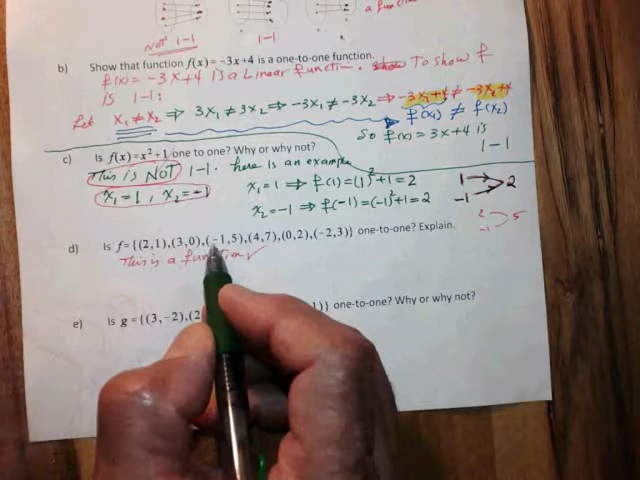 a function
NOT 1-1
1-1
b) Show that function f(x) = -3x+4 is a one-to-one function.
f(x) = -3x+4 is a Linear function. To show f
is 1-1:
Let x₁ ≠ x₂ ⇒ 3x₁ ≠ 3x₂ ⇒ -3x₁ ≠ -3x₂ ⇒ -3x₁+4 ≠ -3x₂+4
f(x₁) ≠ f(x₂)
So f(x) = 3x+4 is
1-1
c) Is f(x) = x² + 1 one to one? Why or why not?
This is NOT 1-1. here is an example
x₁=1, x₂=-1
x₁=1 ⇒ f(1)=(1)²+1=2
x₂=-1 ⇒ f(-1)=(-1)²+1=2
1
-1
2
2
-1
5
d) Is f = {(2,1),(3,0),(-1,5),(4,7),(0,2),(-2,3)} one-to-one? Explain.
This is a function ✓
e) Is g = {(3,-2),(2 1)} one-to-one? Why or why not?